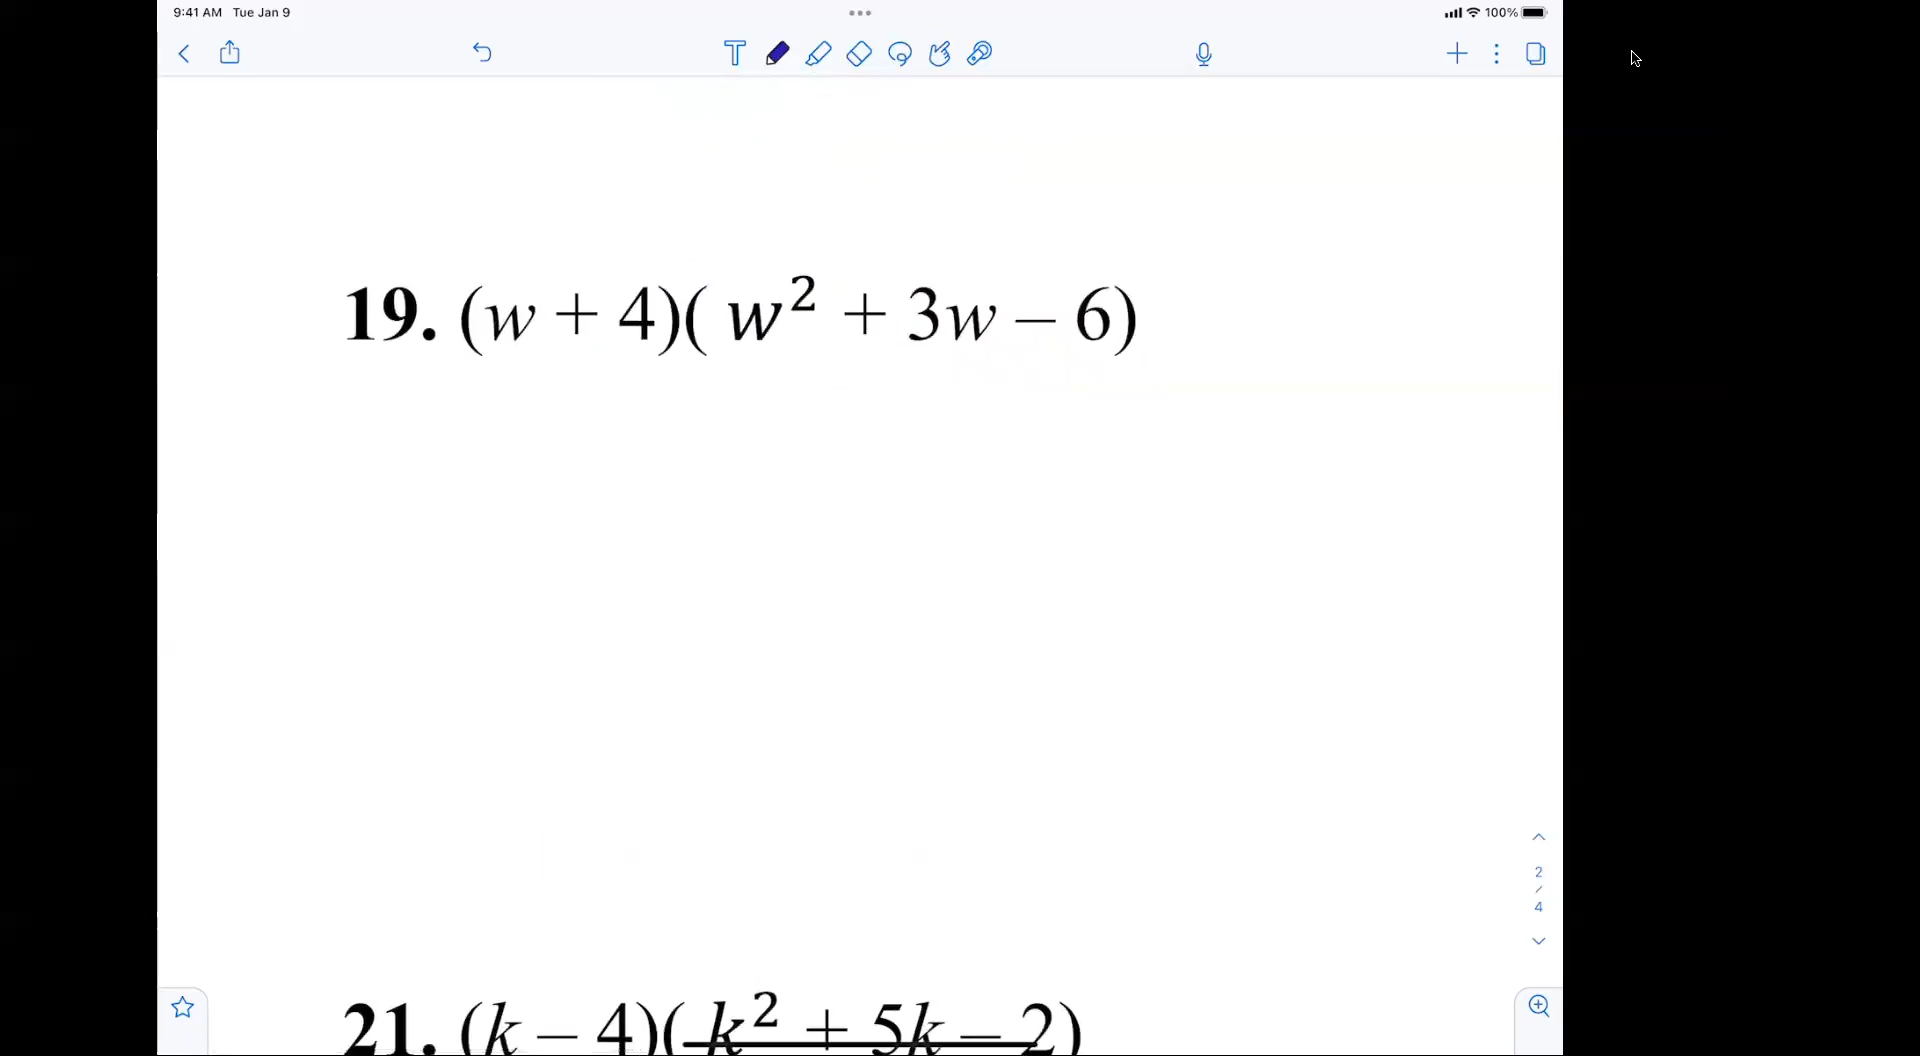 9:41 AM Tue Jan 9
100%
19. (w + 4)( w² + 3w – 6)
2
/
4
21. (k – 4)( k² + 5k – 2)